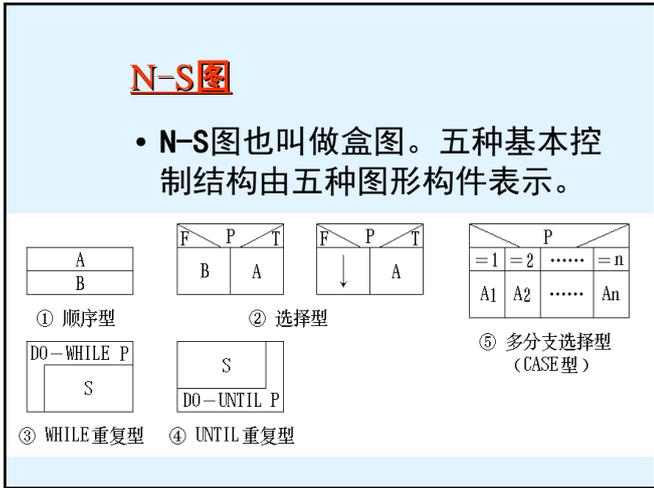 N-S图
• N-S图也叫做盒图。五种基本控
制结构由五种图形构件表示。
A
B
① 顺序型
F P T
B A
F P T
↓ A
② 选择型
P
=1 =2 …… =n
A1 A2 …… An
⑤ 多分支选择型
（CASE型）
DO-WHILE P
S
③ WHILE重复型
S
DO-UNTIL P
④ UNTIL重复型